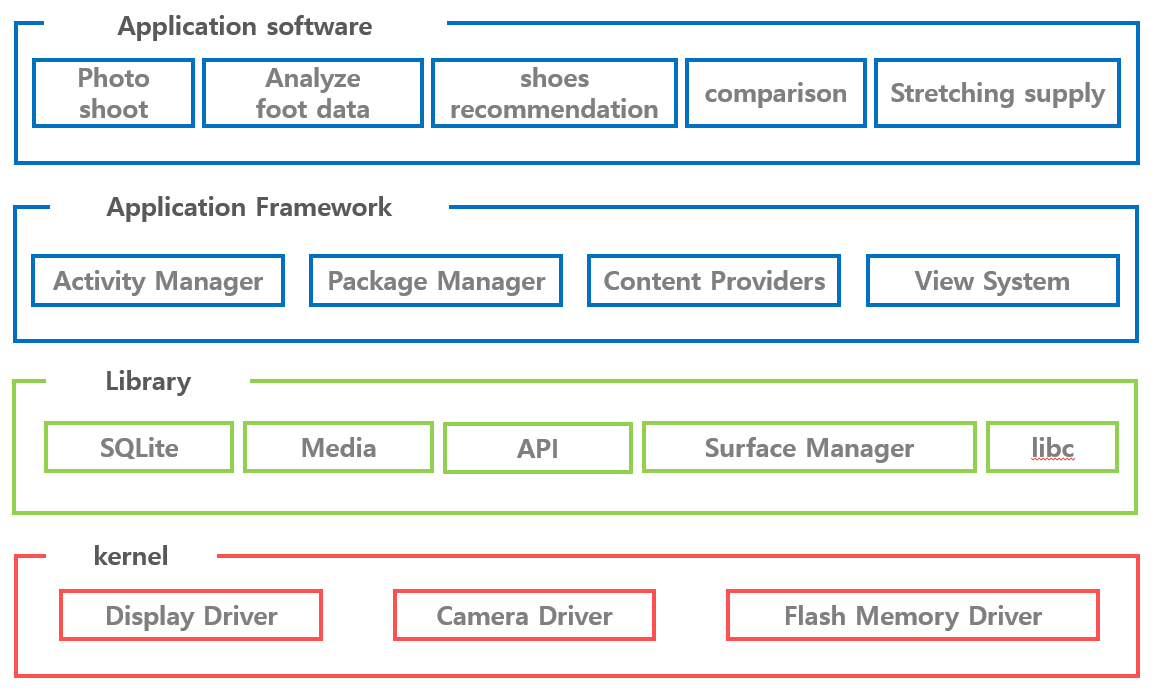 Application software
Photo
shoot
Analyze
foot data
shoes
recommendation
comparison
Stretching supply
Application Framework
Activity Manager
Package Manager
Content Providers
View System
Library
SQLite
Media
API
Surface Manager
libc
kernel
Display Driver
Camera Driver
Flash Memory Driver